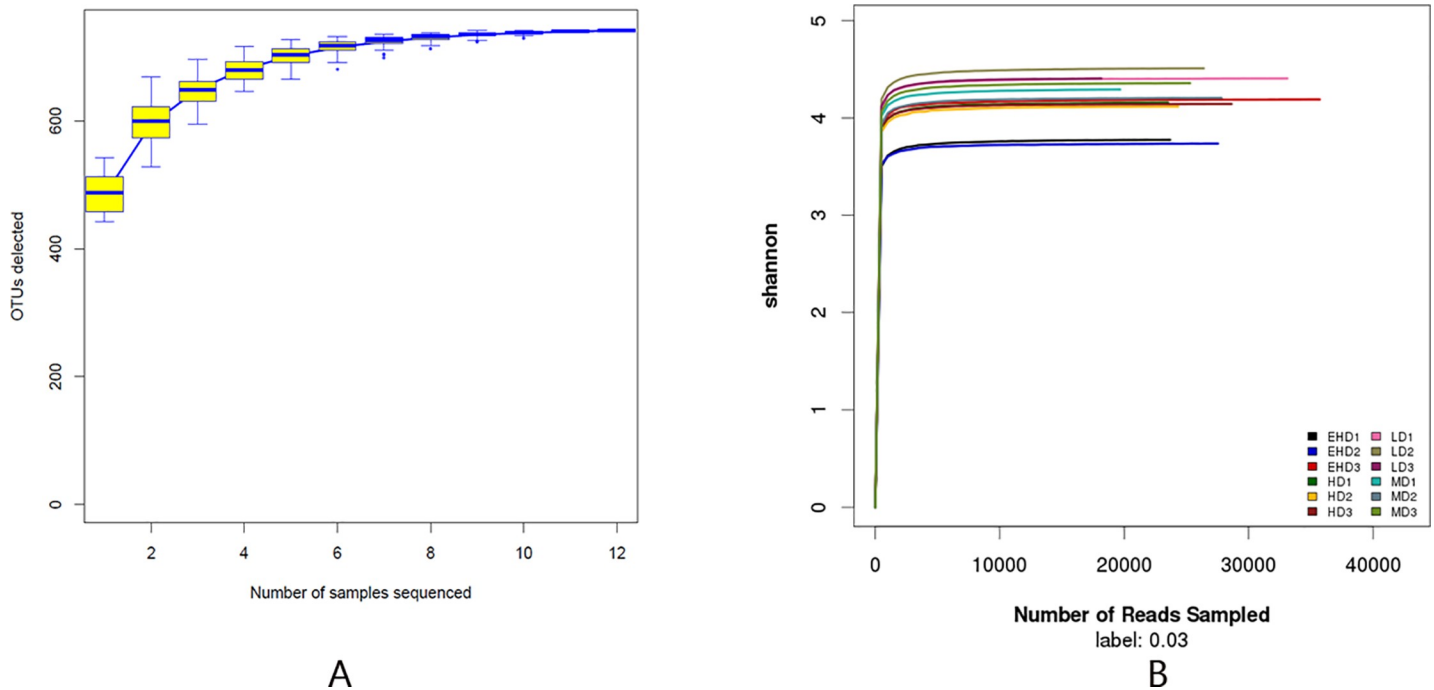 600
400
200
0
2 4 6 8 10 12
OTUs delected
Number of samples sequenced
A
5
4
3
2
1
0
shannon
EHD1 LD1
EHD2 LD2
EHD3 LD3
HD1 MD1
HD2 MD2
HD3 MD3
0 10000 20000 30000 40000
Number of Reads Sampled
label: 0.03
B